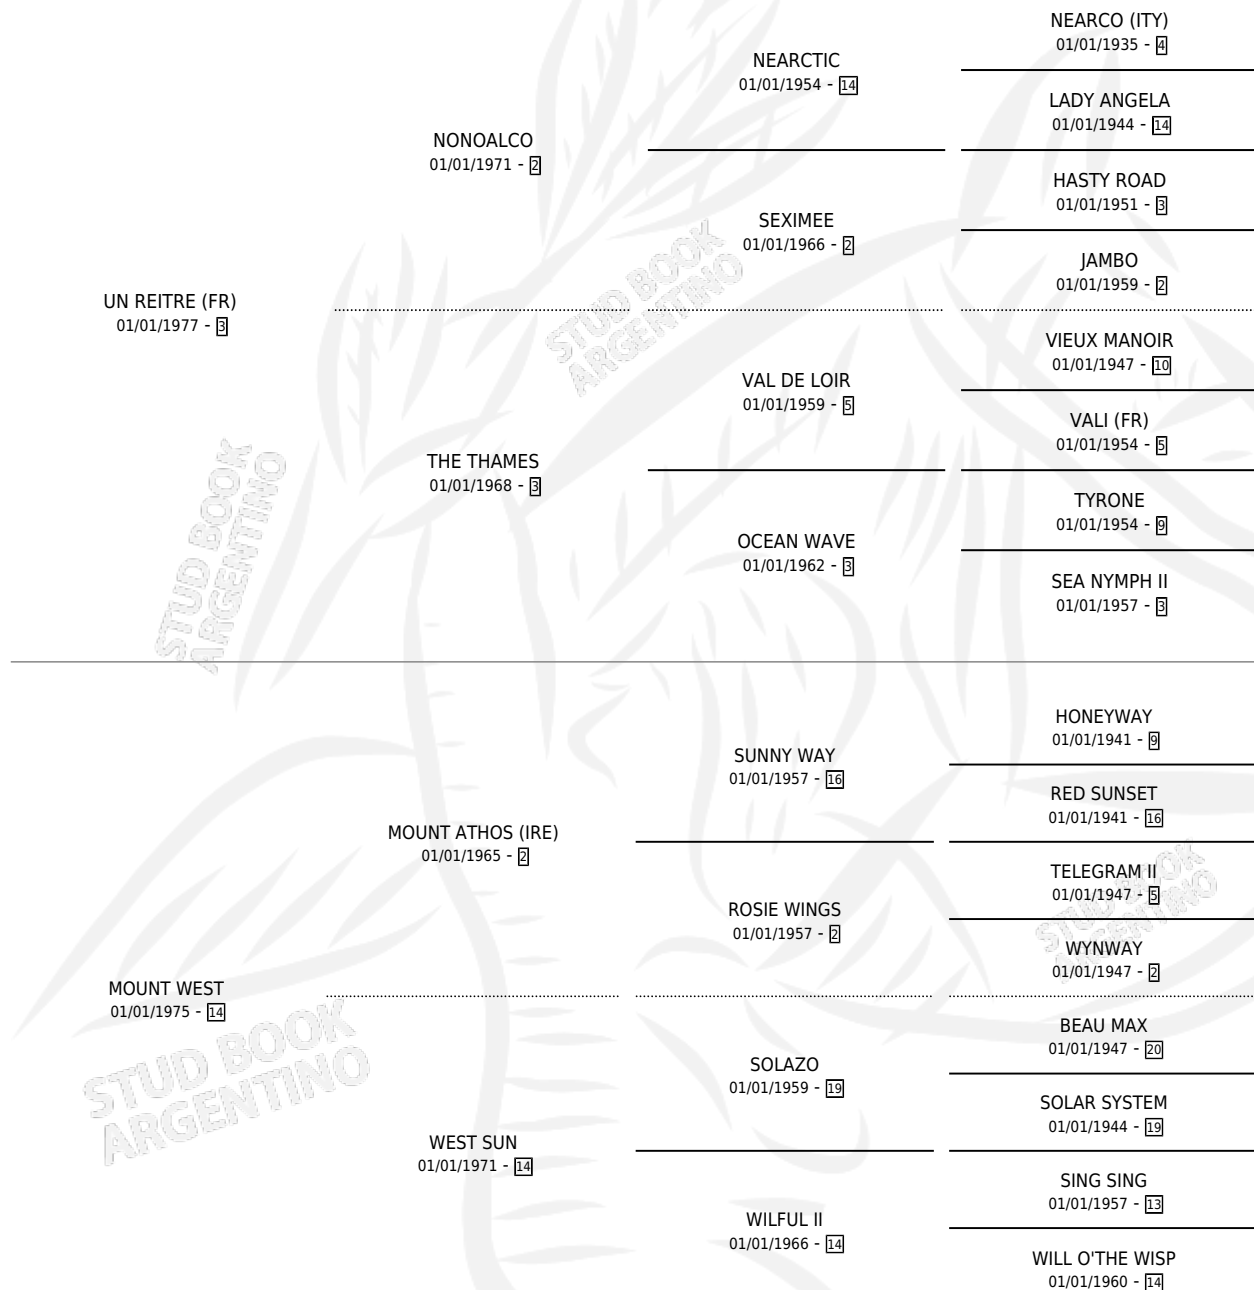 NEARCO (ITY)
01/01/1935 - 4
NEARCTIC
01/01/1954 - 14
LADY ANGELA
01/01/1944 - 14
NONOALCO
01/01/1971 - 2
HASTY ROAD
01/01/1951 - 3
SEXIMEE
01/01/1966 - 2
JAMBO
01/01/1959 - 2
UN REITRE (FR)
01/01/1977 - 3
VIEUX MANOIR
01/01/1947 - 10
VAL DE LOIR
01/01/1959 - 5
VALI (FR)
01/01/1954 - 5
THE THAMES
01/01/1968 - 3
TYRONE
01/01/1954 - 9
OCEAN WAVE
01/01/1962 - 3
SEA NYMPH II
01/01/1957 - 3
HONEYWAY
01/01/1941 - 9
SUNNY WAY
01/01/1957 - 16
RED SUNSET
01/01/1941 - 16
MOUNT ATHOS (IRE)
01/01/1965 - 2
TELEGRAM II
01/01/1947 - 5
ROSIE WINGS
01/01/1957 - 2
WYNWAY
01/01/1947 - 2
MOUNT WEST
01/01/1975 - 14
BEAU MAX
01/01/1947 - 20
SOLAZO
01/01/1959 - 19
SOLAR SYSTEM
01/01/1944 - 19
WEST SUN
01/01/1971 - 14
SING SING
01/01/1957 - 13
WILFUL II
01/01/1966 - 14
WILL O'THE WISP
01/01/1960 - 14
STUD BOOK
ARGENTINO
STUD BOOK
ARGENTINO
STUD BOOK
ARGENTINO
STUD BOOK
ARGENTINO